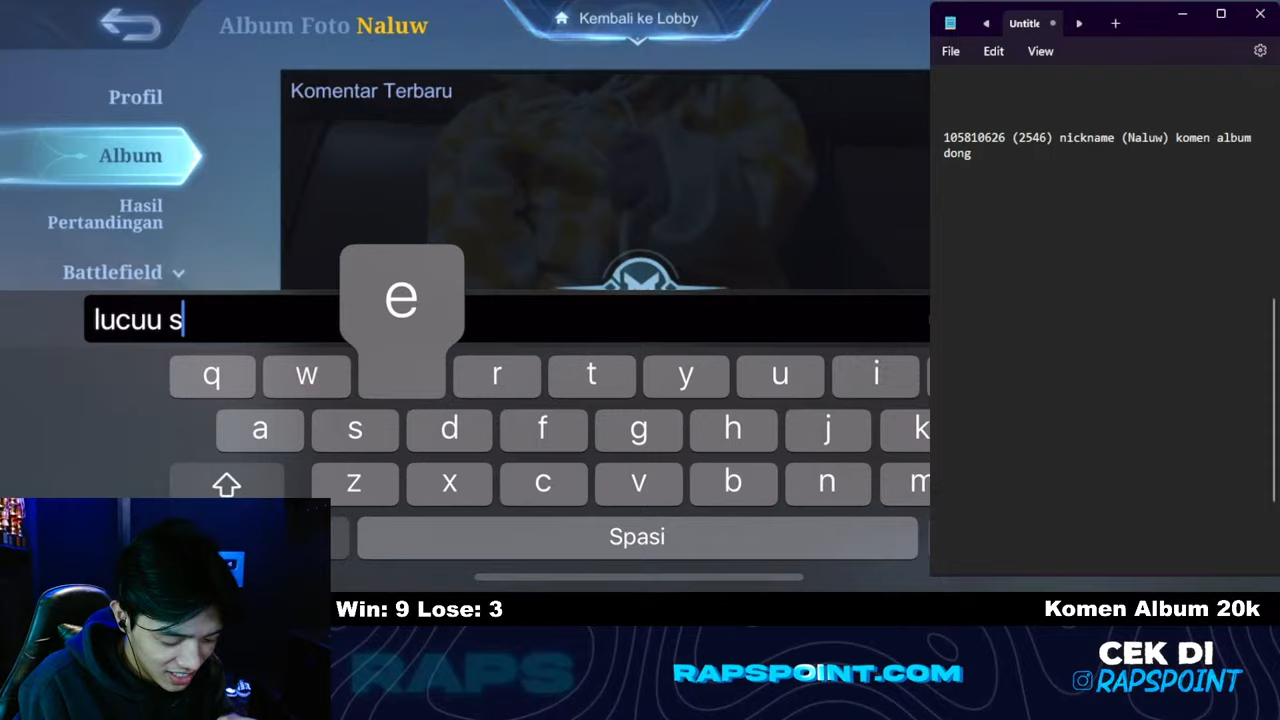 Album Foto Naluw
Kembali ke Lobby
Profil
Album
Hasil
Pertandingan
Battlefield
Komentar Terbaru
lucuu s
e
q w r t y u i
a s d f g h j k
z x c v b n m
Spasi
Untitle
File Edit View
105810626 (2546) nickname (Naluw) komen album
dong
Win: 9 Lose: 3
Komen Album 20k
RAPS
RAPSPOINT.COM
CEK DI
RAPSPOINT